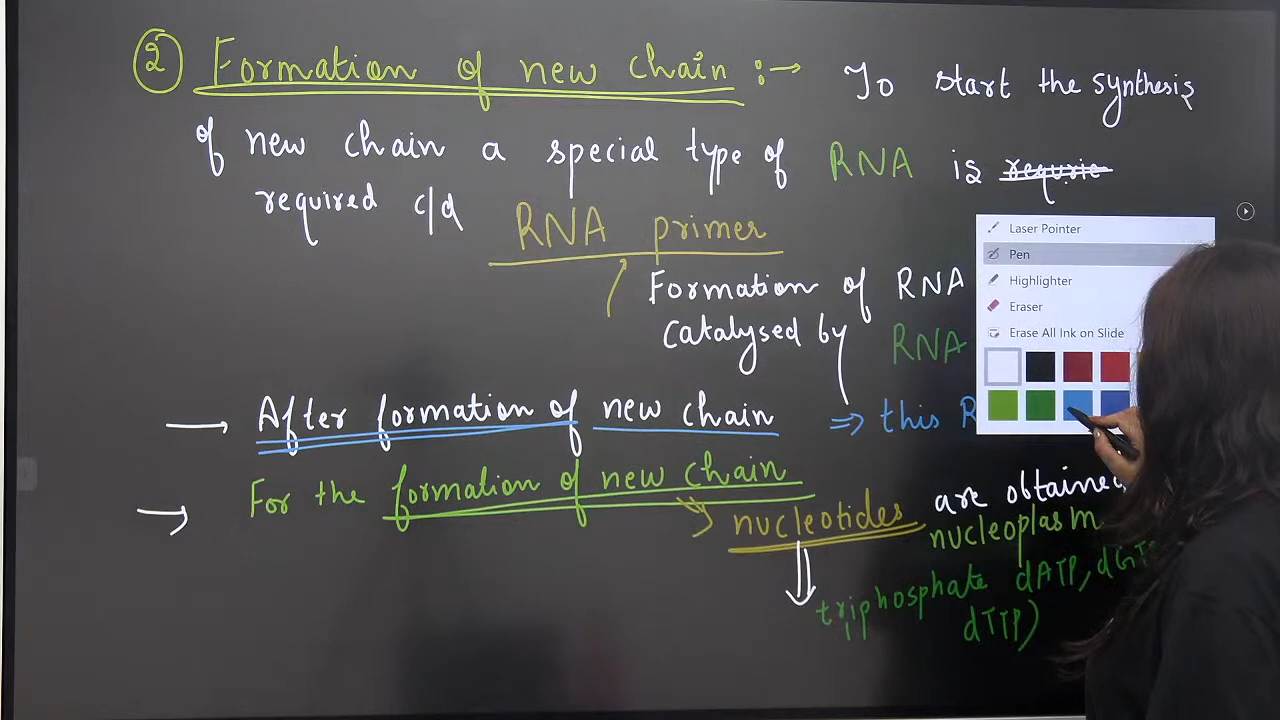 ② Formation of new chain :→ To start the synthesis
of new chain a special type of RNA is requrie
required c/d RNA primer
Formation of RNA
Catalysed by RNA
→ After formation of new chain ⇒ this R
→ For the formation of new chain
nucleotides are obtained
nucleoplasm
triphosphate dATP, dGT
dTTP)
Laser Pointer
Pen
Highlighter
Eraser
Erase All Ink on Slide